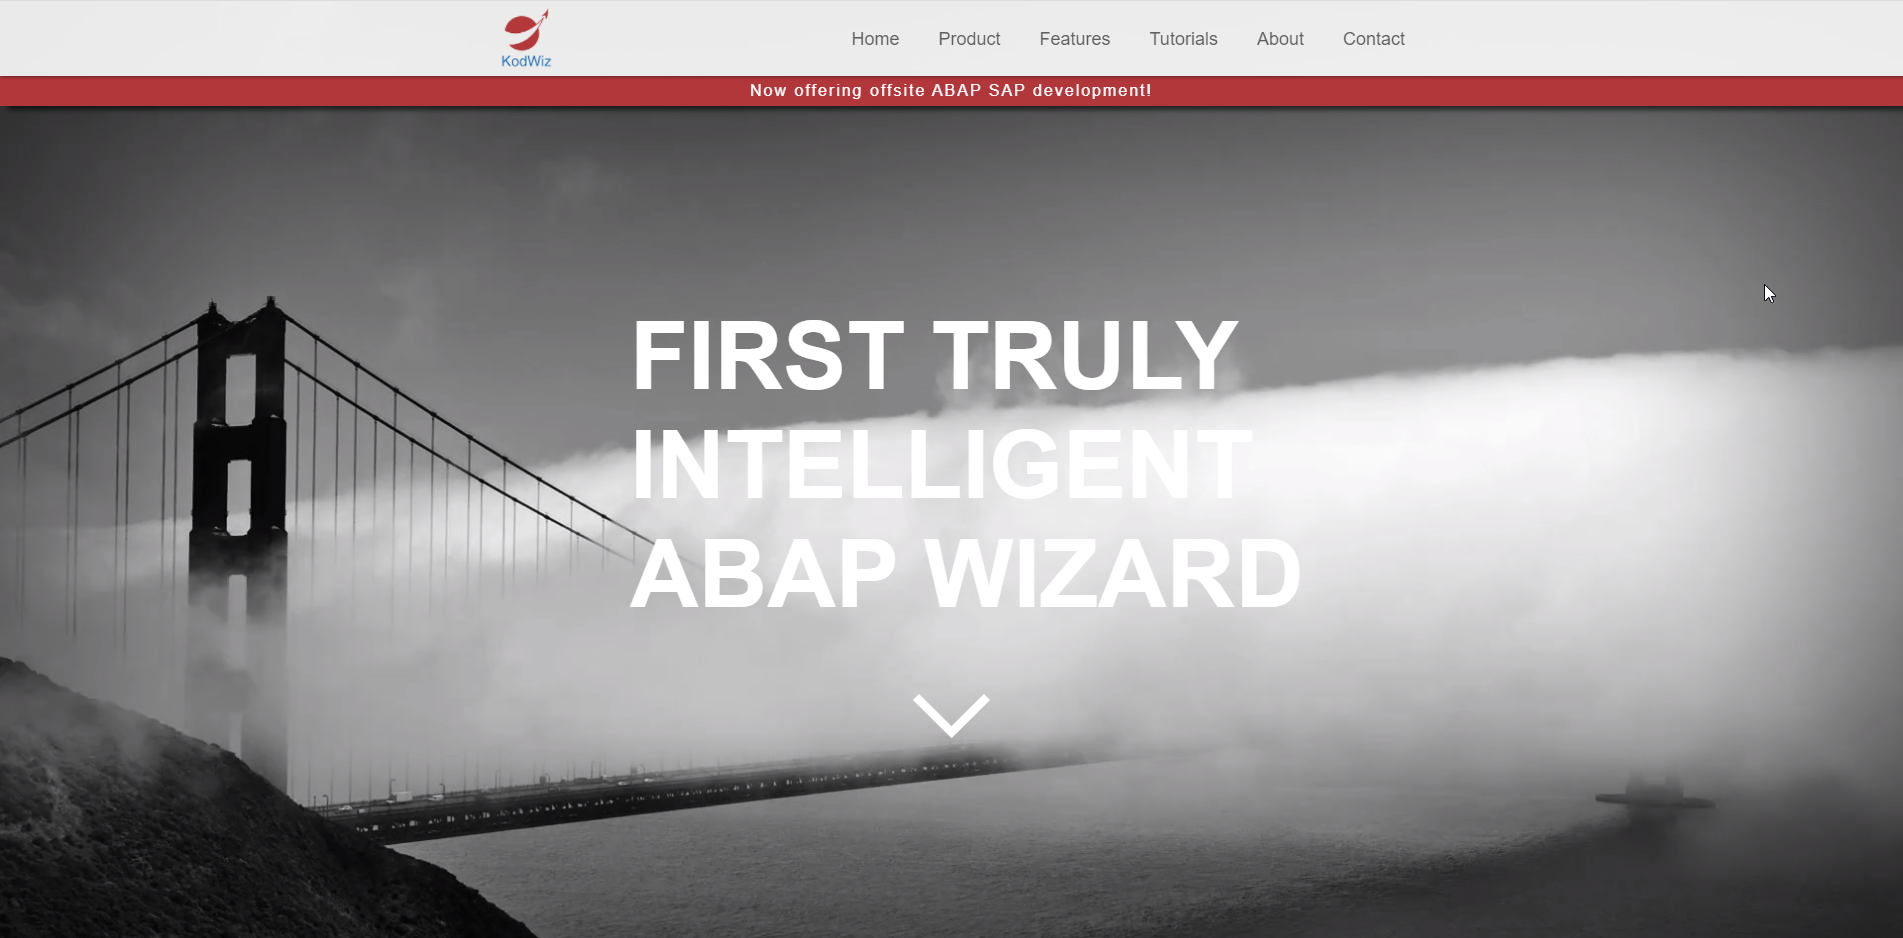 KodWiz
Home Product Features Tutorials About Contact
Now offering offsite ABAP SAP development!
FIRST TRULY
INTELLIGENT
ABAP WIZARD